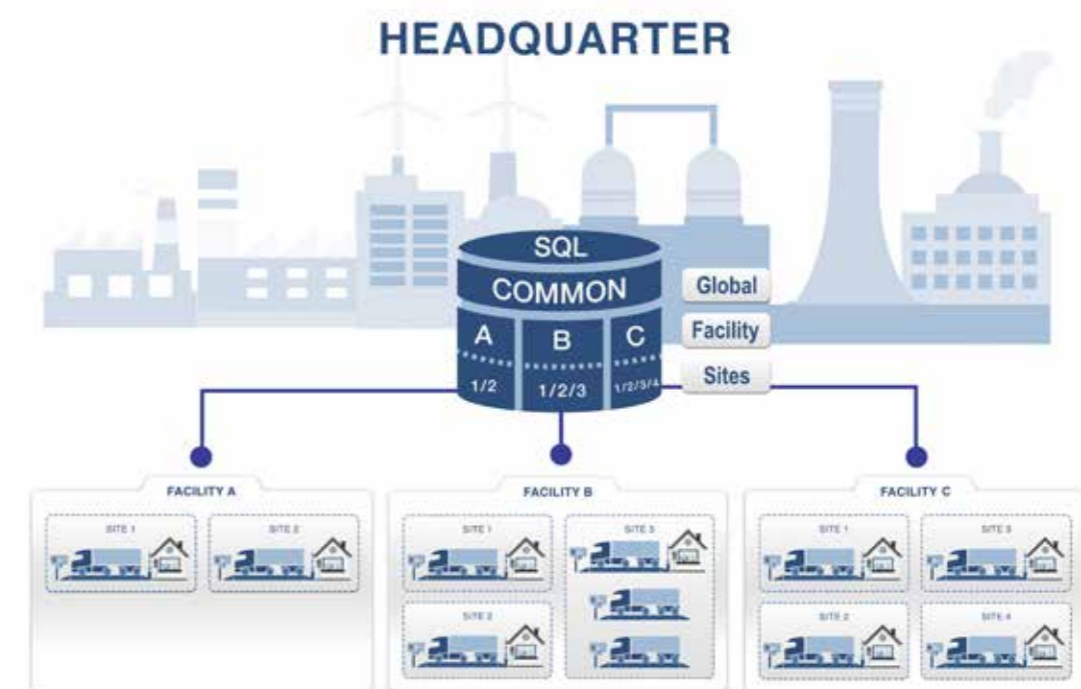 HEADQUARTER
SQL
COMMON
Global
A B C
Facility
1/2 1/2/3 1/2/3/4
Sites
FACILITY A
SITE 1 SITE 2
FACILITY B
SITE 1 SITE 3
SITE 2
FACILITY C
SITE 1 SITE 3
SITE 2 SITE 4